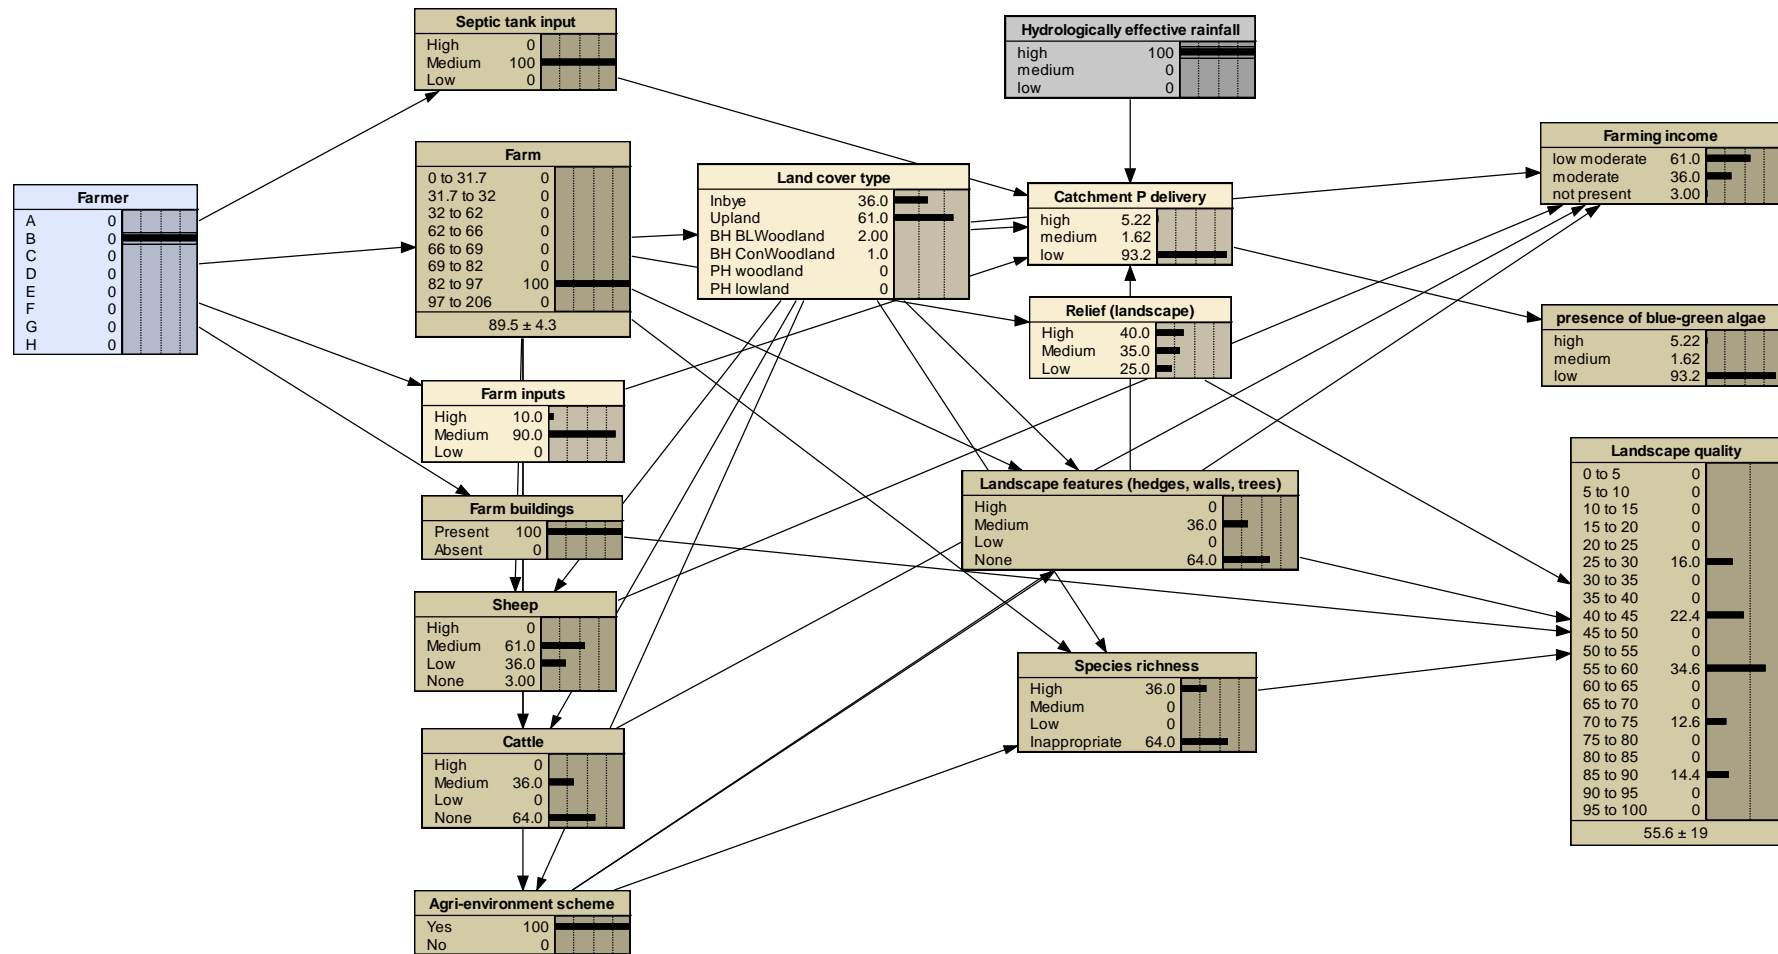 Septic tank input
High 0
Medium 100
Low 0
Hydrologically effective rainfall
high 100
medium 0
low 0
Farming income
low moderate 61.0
moderate 36.0
not present 3.00
Farm
0 to 31.7 0
31.7 to 32 0
32 to 62 0
62 to 66 0
66 to 69 0
69 to 82 0
82 to 97 100
97 to 206 0
89.5 ± 4.3
Land cover type
Inbye 36.0
Upland 61.0
BH BLWoodland 2.00
BH ConWoodland 1.0
PH woodland 0
PH lowland 0
Catchment P delivery
high 5.22
medium 1.62
low 93.2
Farmer
A 0
B 0
C 0
D 0
E 0
F 0
G 0
H 0
Relief (landscape)
High 40.0
Medium 35.0
Low 25.0
presence of blue-green algae
high 5.22
medium 1.62
low 93.2
Farm inputs
High 10.0
Medium 90.0
Low 0
Landscape quality
0 to 5 0
5 to 10 0
10 to 15 0
15 to 20 0
20 to 25 0
25 to 30 16.0
30 to 35 0
35 to 40 0
40 to 45 22.4
45 to 50 0
50 to 55 0
55 to 60 34.6
60 to 65 0
65 to 70 0
70 to 75 12.6
75 to 80 0
80 to 85 0
85 to 90 14.4
90 to 95 0
95 to 100 0
55.6 ± 19
Landscape features (hedges, walls, trees)
High 0
Medium 36.0
Low 0
None 64.0
Farm buildings
Present 100
Absent 0
Sheep
High 0
Medium 61.0
Low 36.0
None 3.00
Species richness
High 36.0
Medium 0
Low 0
Inappropriate 64.0
Cattle
High 0
Medium 36.0
Low 0
None 64.0
Agri-environment scheme
Yes 100
No 0